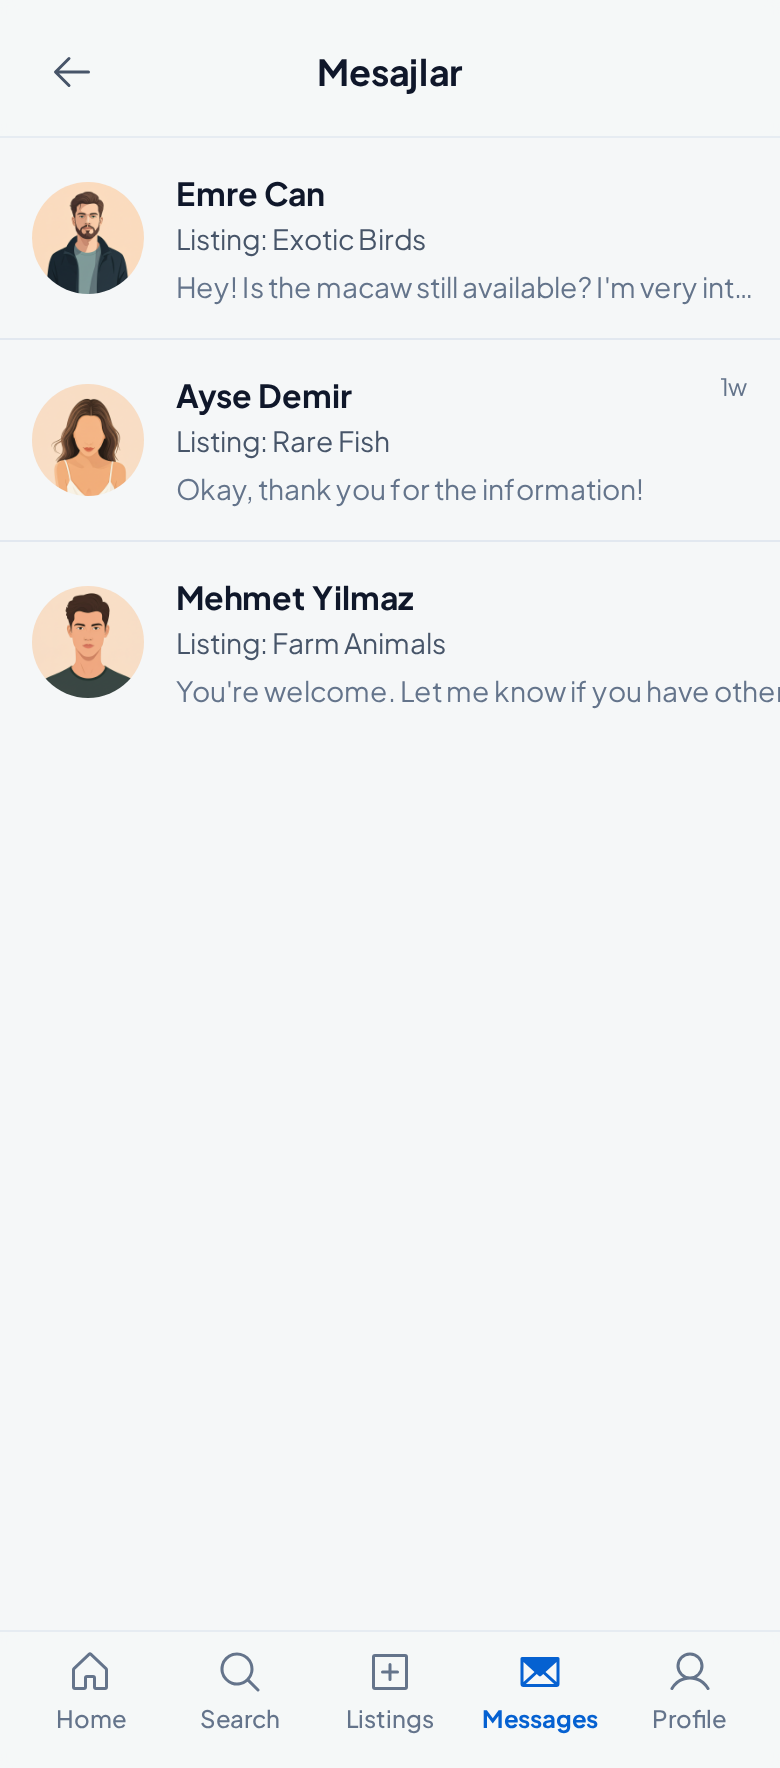 Mesajlar
Emre Can
Listing: Exotic Birds
Hey! Is the macaw still available? I'm very int...
Ayse Demir
1w
Listing: Rare Fish
Okay, thank you for the information!
Mehmet Yilmaz
Listing: Farm Animals
You're welcome. Let me know if you have other
Home
Search
Listings
Messages
Profile